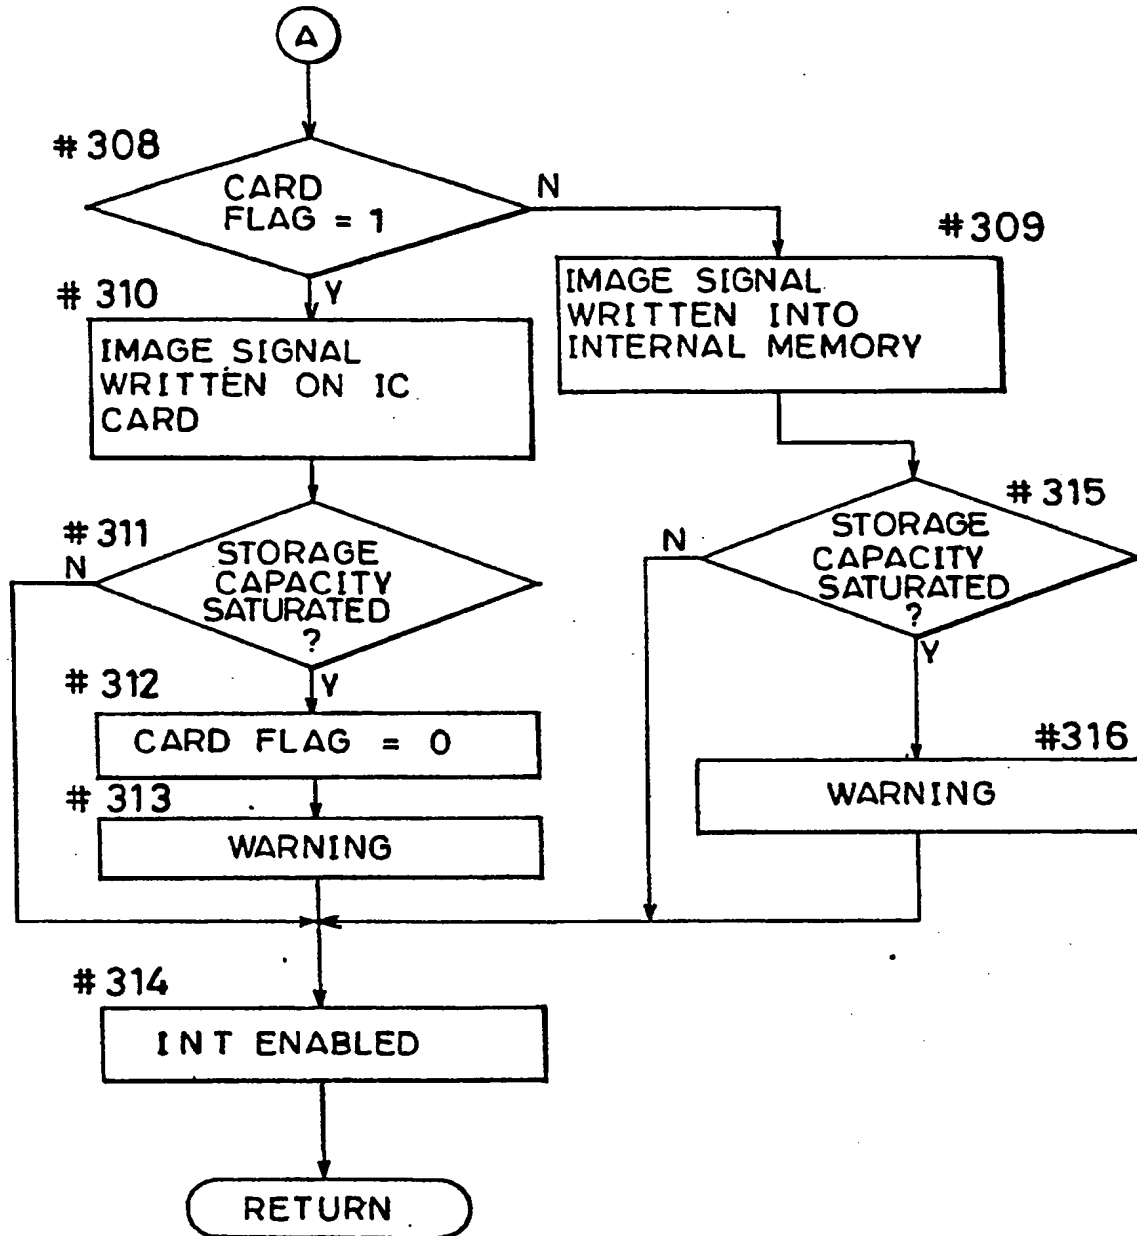 A
#308
CARD
FLAG = 1
N
Y
#309
IMAGE SIGNAL
WRITTEN INTO
INTERNAL MEMORY
#310
IMAGE SIGNAL
WRITTEN ON IC
CARD
#311
N
STORAGE
CAPACITY
SATURATED
?
Y
#315
N
STORAGE
CAPACITY
SATURATED
?
Y
#312
CARD FLAG = 0
#316
WARNING
#313
WARNING
#314
INT ENABLED
RETURN